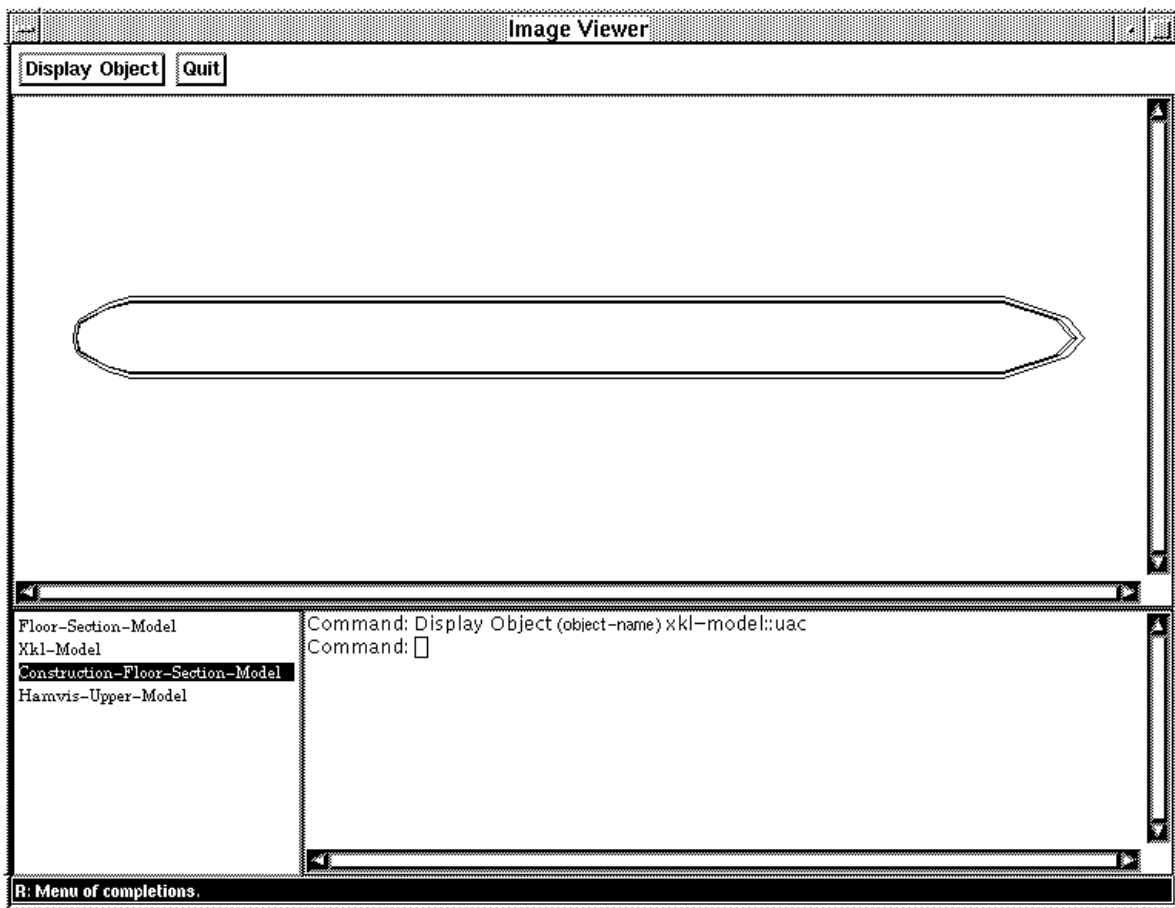 Image Viewer
Display Object Quit
Floor-Section-Model
Xkl-Model
Construction-Floor-Section-Model
Hamvis-Upper-Model
Command: Display Object (object-name) xkl-model::uac
Command:
R: Menu of completions.